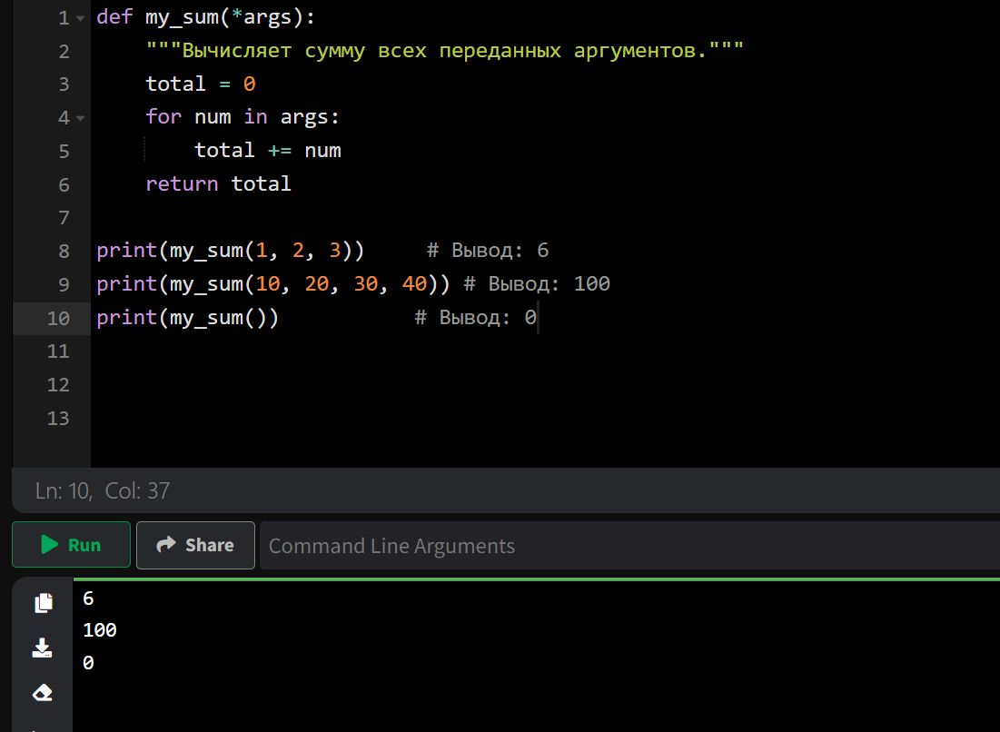 1 def my_sum(*args):
2     """Вычисляет сумму всех переданных аргументов."""
3     total = 0
4     for num in args:
5         total += num
6     return total
7
8 print(my_sum(1, 2, 3))     # Вывод: 6
9 print(my_sum(10, 20, 30, 40)) # Вывод: 100
10 print(my_sum())           # Вывод: 0
11
12
13
Ln: 10,  Col: 37
Run Share Command Line Arguments
6
100
0